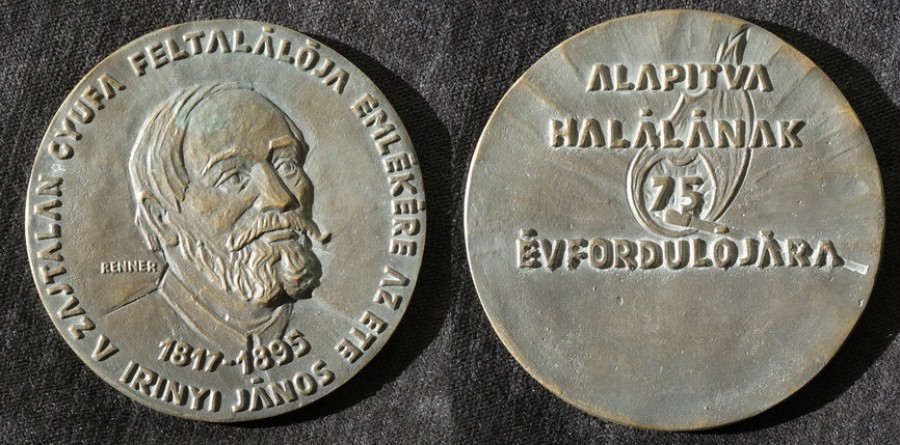 A ZAJTALAN GYUFA FELTALÁLÓJA EMLÉKÉRE AZ ETE
IRINYI JÁNOS
RENNER
1817-1895
ALAPITVA
HALÁLÁNAK
75
ÉVFORDULÓJÁRA